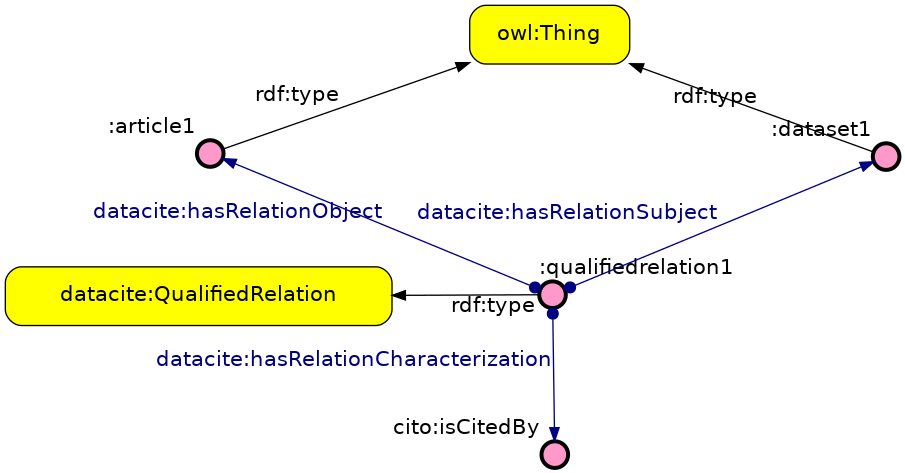 owl:Thing
rdf:type
rdf:type
:article1
:dataset1
datacite:hasRelationObject
datacite:hasRelationSubject
:qualifiedrelation1
datacite:QualifiedRelation
rdf:type
datacite:hasRelationCharacterization
cito:isCitedBy